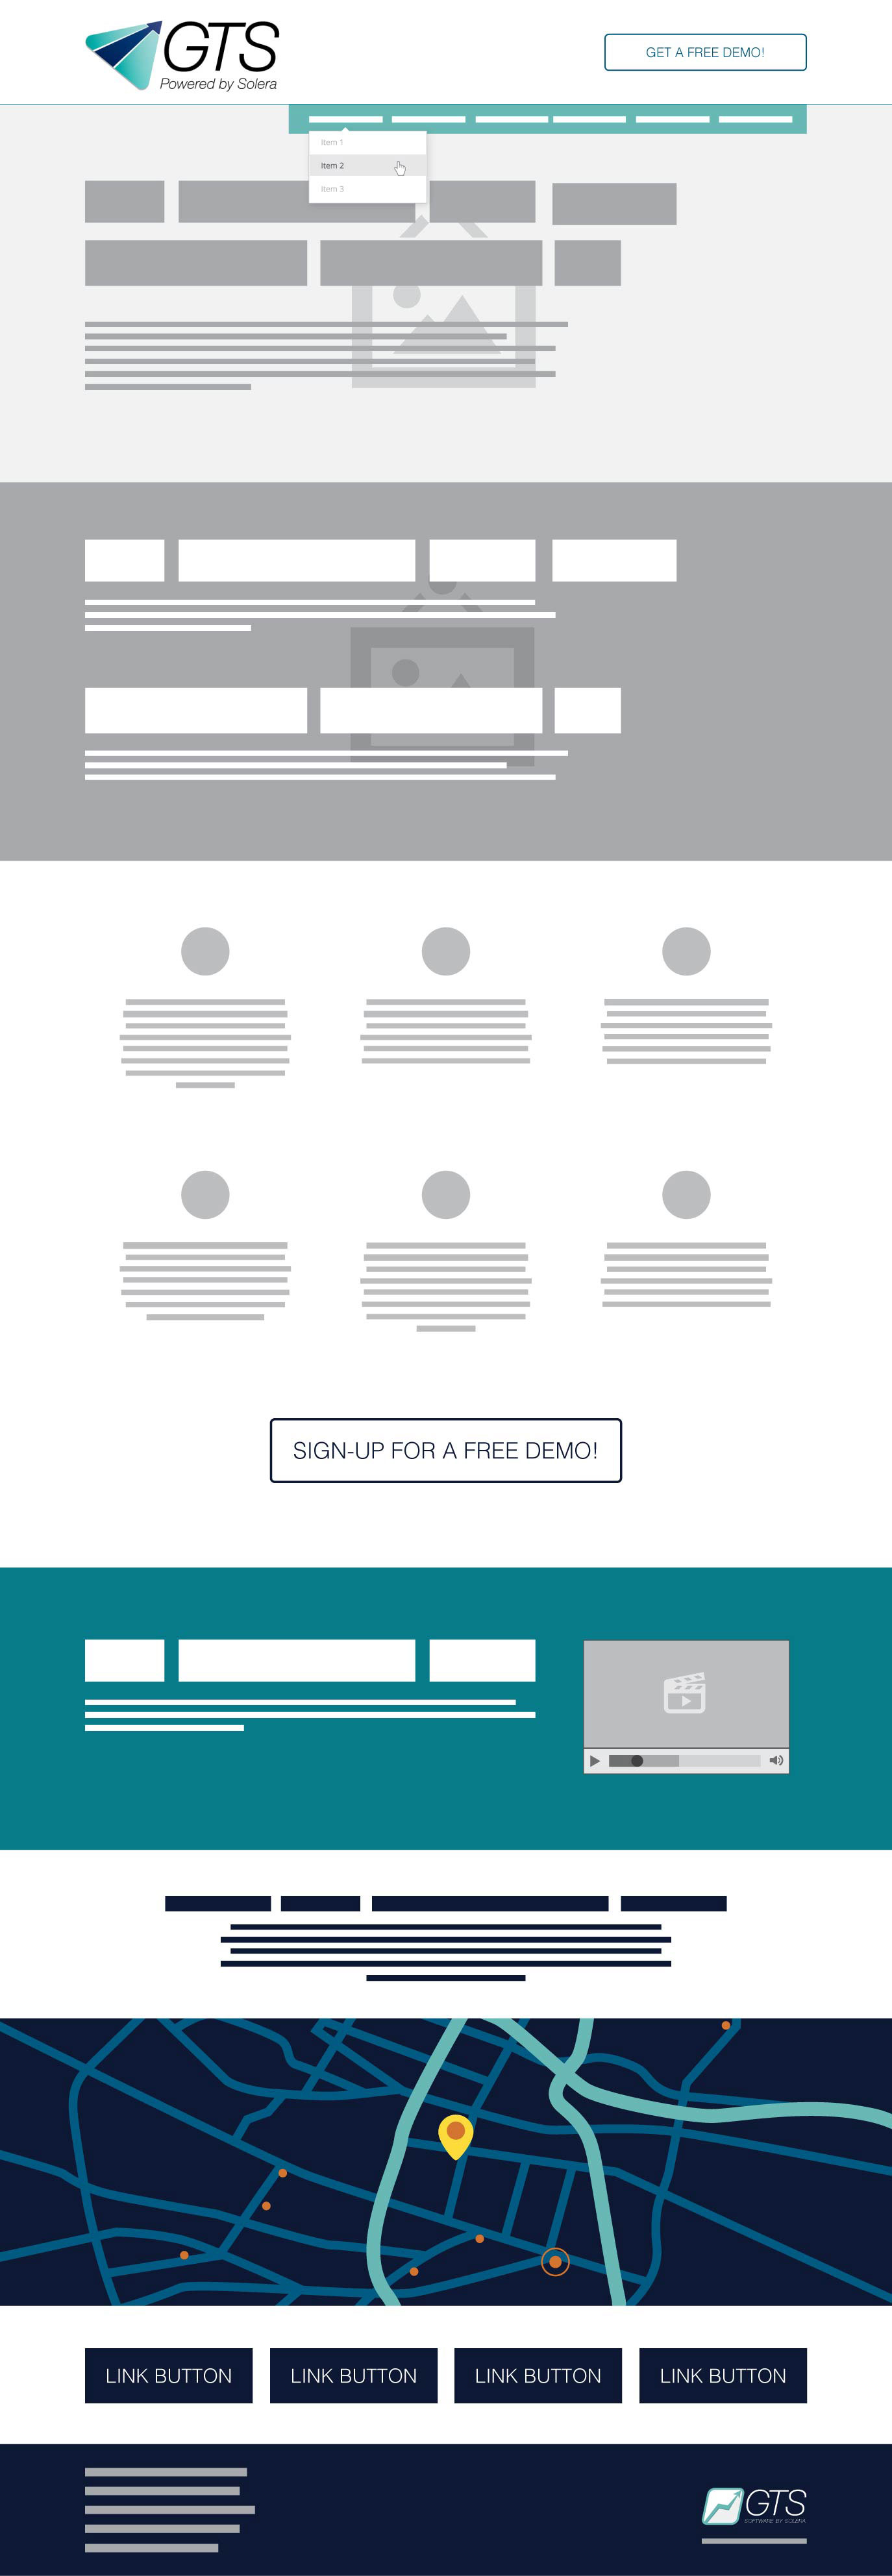 GTS
Powered by Solera
GET A FREE DEMO!
Item 1
Item 2
Item 3
SIGN-UP FOR A FREE DEMO!
LINK BUTTON
LINK BUTTON
LINK BUTTON
LINK BUTTON
GTS
SOFTWARE BY SOLERA